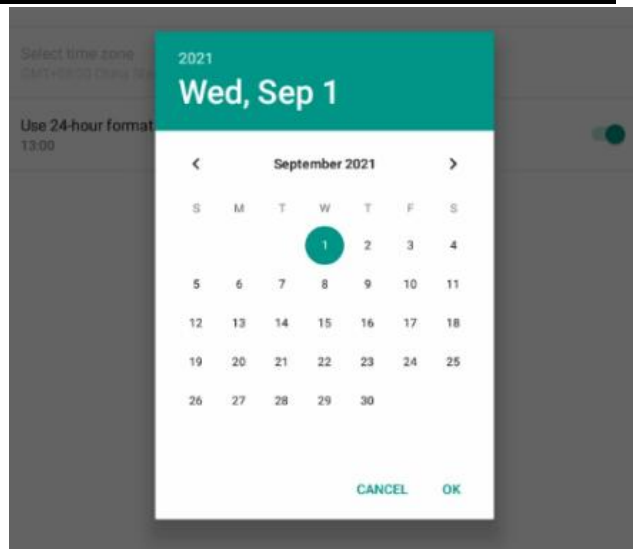 Select time zone
2021
Wed, Sep 1
Use 24-hour format
13:00
September 2021
S M T W T F S
1 2 3 4
5 6 7 8 9 10 11
12 13 14 15 16 17 18
19 20 21 22 23 24 25
26 27 28 29 30
CANCEL OK